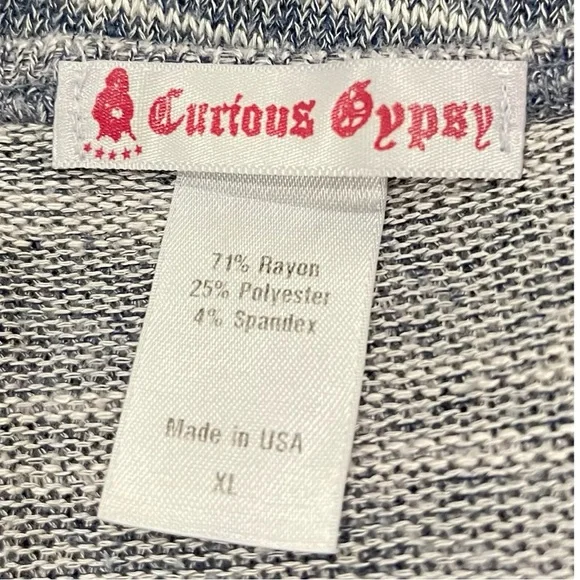 Curious Gypsy
71% Rayon
25% Polyester
4% Spandex
Made in USA
XL